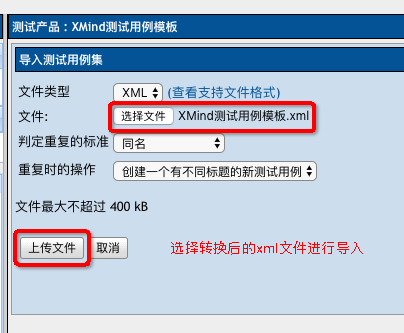 测试产品：XMind测试用例模板
导入测试用例集
文件类型 XML (查看支持文件格式)
文件: 选择文件 XMind测试用例模板.xml
判定重复的标准 同名
重复时的操作 创建一个有不同标题的新测试用例
文件最大不超过 400 kB
上传文件 取消 选择转换后的xml文件进行导入